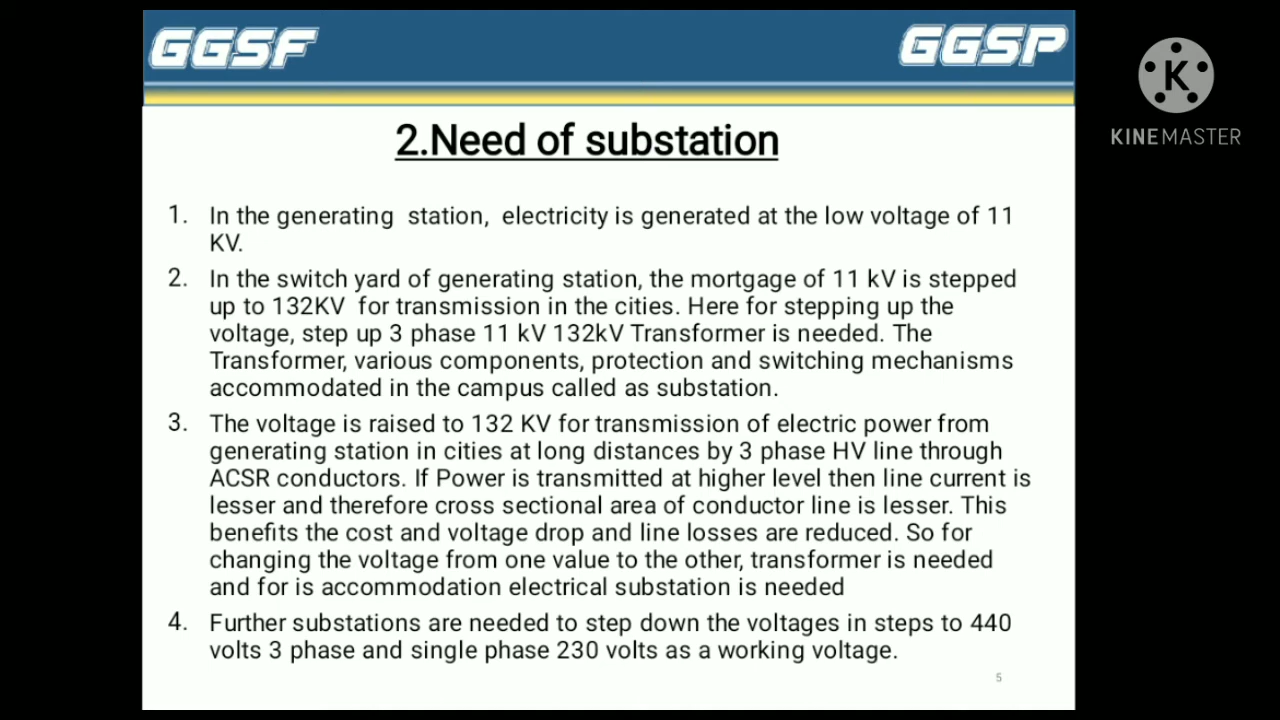 GGSF
GGSP
KINEMASTER
2.Need of substation
1. In the generating station, electricity is generated at the low voltage of 11
KV.
2. In the switch yard of generating station, the mortgage of 11 kV is stepped
up to 132KV for transmission in the cities. Here for stepping up the
voltage, step up 3 phase 11 kV 132kV Transformer is needed. The
Transformer, various components, protection and switching mechanisms
accommodated in the campus called as substation.
3. The voltage is raised to 132 KV for transmission of electric power from
generating station in cities at long distances by 3 phase HV line through
ACSR conductors. If Power is transmitted at higher level then line current is
lesser and therefore cross sectional area of conductor line is lesser. This
benefits the cost and voltage drop and line losses are reduced. So for
changing the voltage from one value to the other, transformer is needed
and for is accommodation electrical substation is needed
4. Further substations are needed to step down the voltages in steps to 440
volts 3 phase and single phase 230 volts as a working voltage.
5